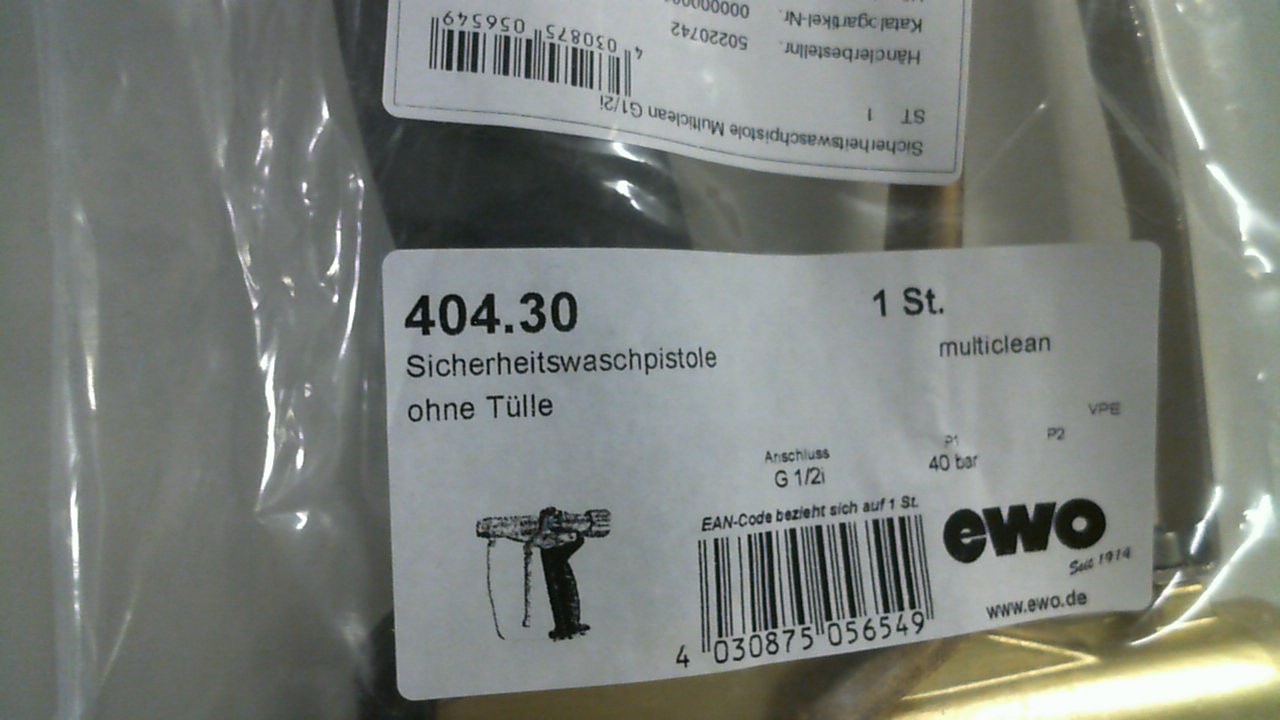 Sicherheitswaschpistole Multiclean G1/2i
ST 1
Händlerbestellnr. 50220742
Katalogartikel-Nr.
4 030875 056549
404.30
1 St.
Sicherheitswaschpistole
multiclean
ohne Tülle
VPE
Anschluss
P1
P2
G 1/2i
40 bar
EAN-Code bezieht sich auf 1 St.
ewo
Seit 1914
www.ewo.de
4 030875 056549